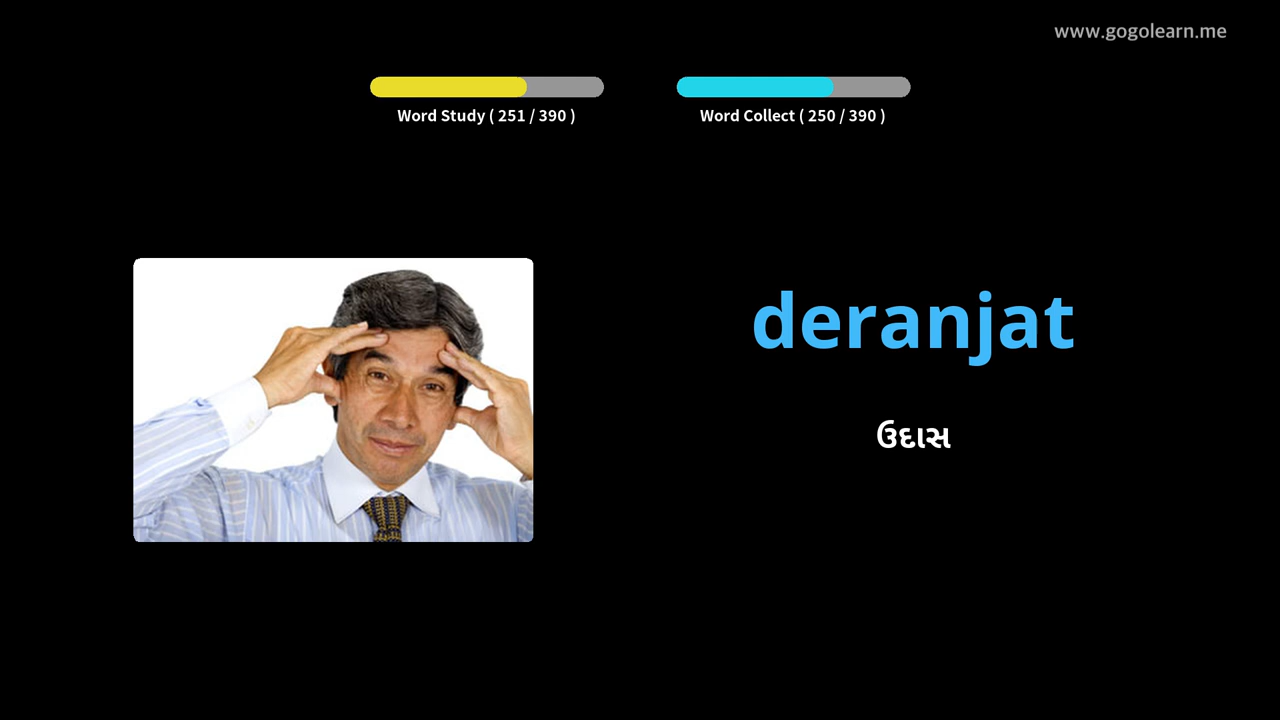 www.gogolearn.me
Word Study ( 251 / 390 )
Word Collect ( 250 / 390 )
deranjat
ઉદાસ